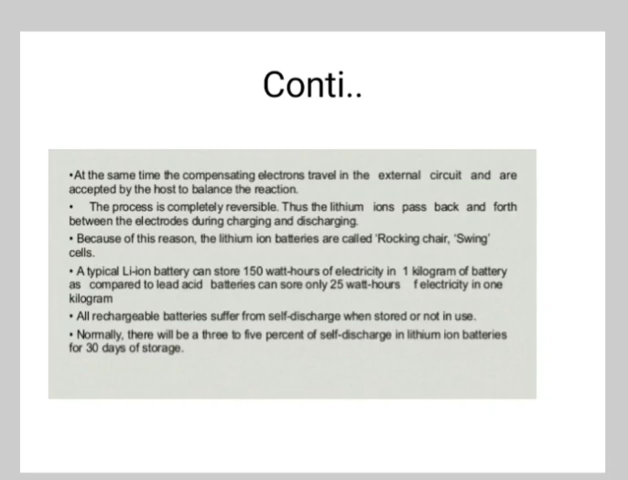 Conti..
•At the same time the compensating electrons travel in the external circuit and are
accepted by the host to balance the reaction.
• The process is completely reversible. Thus the lithium ions pass back and forth
between the electrodes during charging and discharging.
• Because of this reason, the lithium ion batteries are called 'Rocking chair, 'Swing'
cells.
• A typical Li-ion battery can store 150 watt-hours of electricity in 1 kilogram of battery
as compared to lead acid batteries can sore only 25 watt-hours f electricity in one
kilogram
• All rechargeable batteries suffer from self-discharge when stored or not in use.
• Normally, there will be a three to five percent of self-discharge in lithium ion batteries
for 30 days of storage.